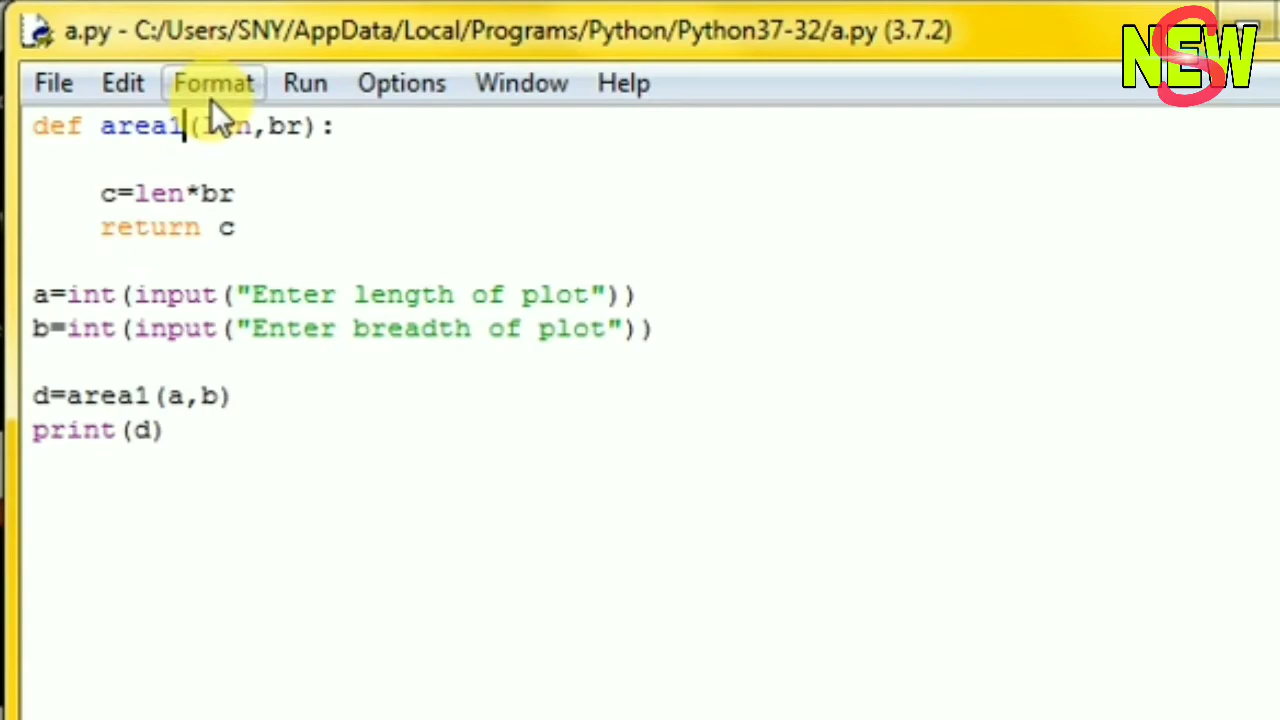 a.py - C:/Users/SNY/AppData/Local/Programs/Python/Python37-32/a.py (3.7.2)
NEW
S
File Edit Format Run Options Window Help
def area1(len,br):
c=len*br
return c
a=int(input("Enter length of plot"))
b=int(input("Enter breadth of plot"))
d=area1(a,b)
print(d)